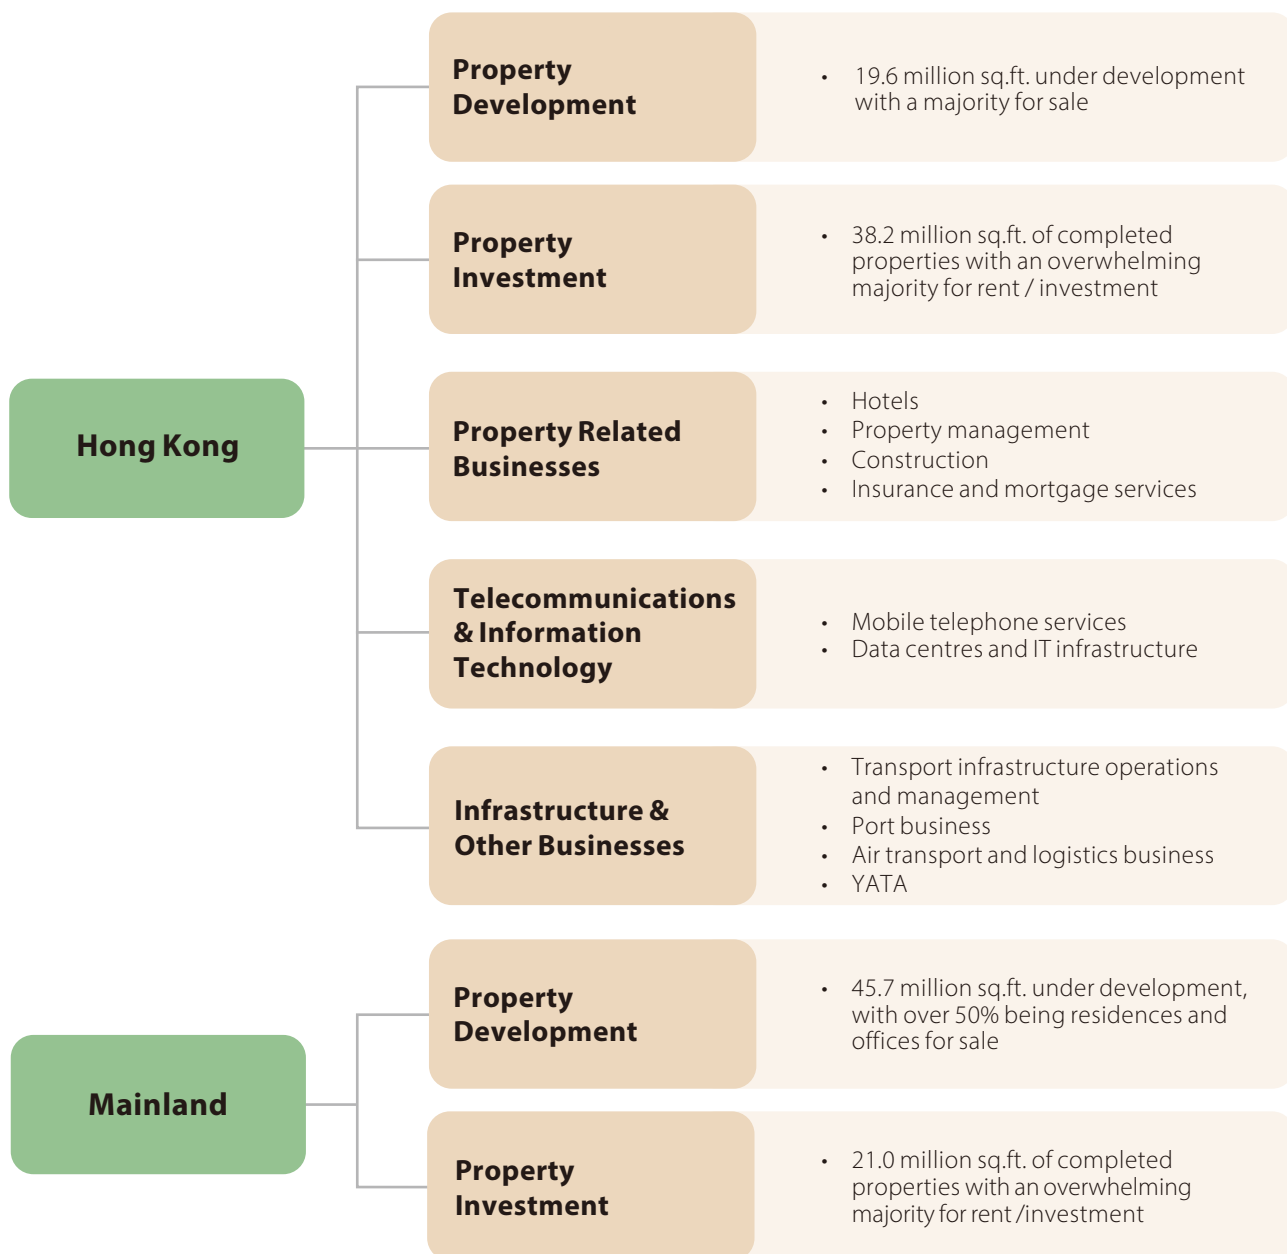 Hong Kong
Property
Development
• 19.6 million sq.ft. under development
with a majority for sale
Property
Investment
• 38.2 million sq.ft. of completed
properties with an overwhelming
majority for rent / investment
Property Related
Businesses
• Hotels
• Property management
• Construction
• Insurance and mortgage services
Telecommunications
& Information
Technology
• Mobile telephone services
• Data centres and IT infrastructure
Infrastructure &
Other Businesses
• Transport infrastructure operations
and management
• Port business
• Air transport and logistics business
• YATA
Mainland
Property
Development
• 45.7 million sq.ft. under development,
with over 50% being residences and
offices for sale
Property
Investment
• 21.0 million sq.ft. of completed
properties with an overwhelming
majority for rent /investment